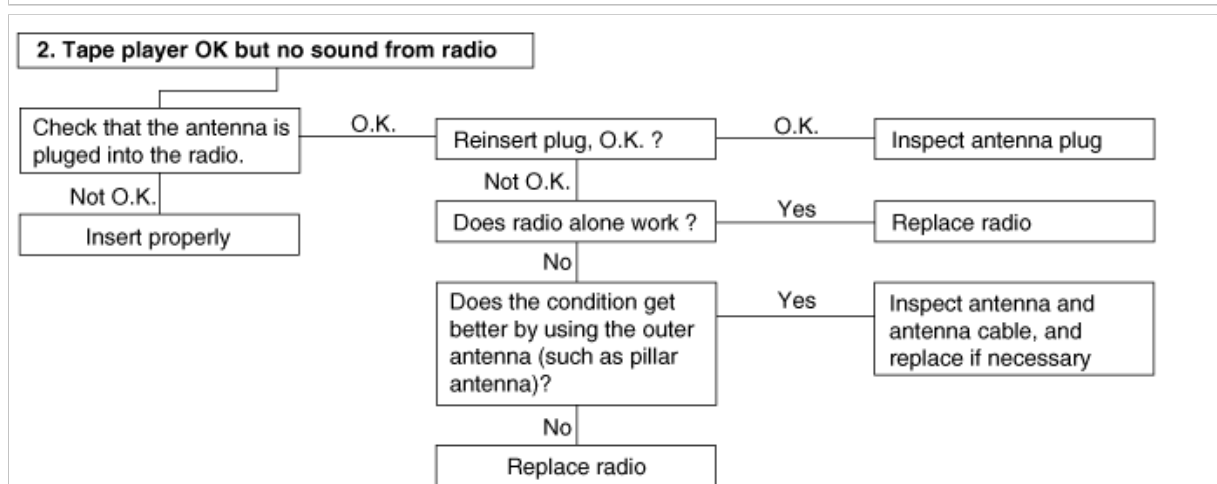 2. Tape player OK but no sound from radio
Check that the antenna is
pluged into the radio.
O.K.
Reinsert plug, O.K. ?
O.K.
Inspect antenna plug
Not O.K.
Insert properly
Not O.K.
Does radio alone work ?
Yes
Replace radio
No
Does the condition get
better by using the outer
antenna (such as pillar
antenna)?
Yes
Inspect antenna and
antenna cable, and
replace if necessary
No
Replace radio